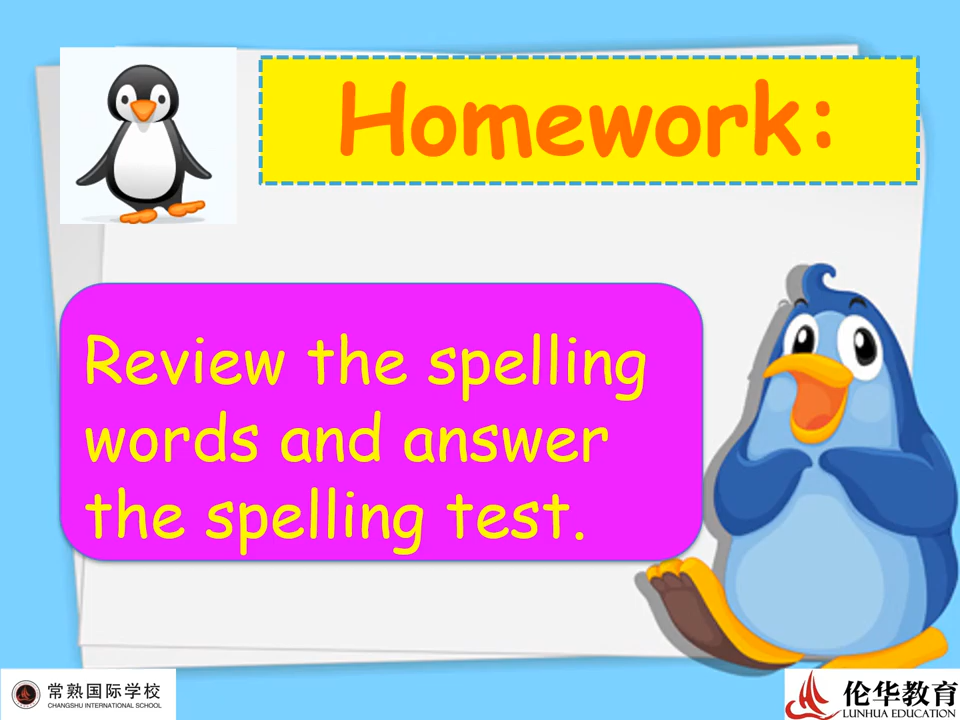 Homework:
Review the spelling
words and answer
the spelling test.
常熟国际学校
CHANGSHU INTERNATIONAL SCHOOL
伦华教育
LUNHUA EDUCATION